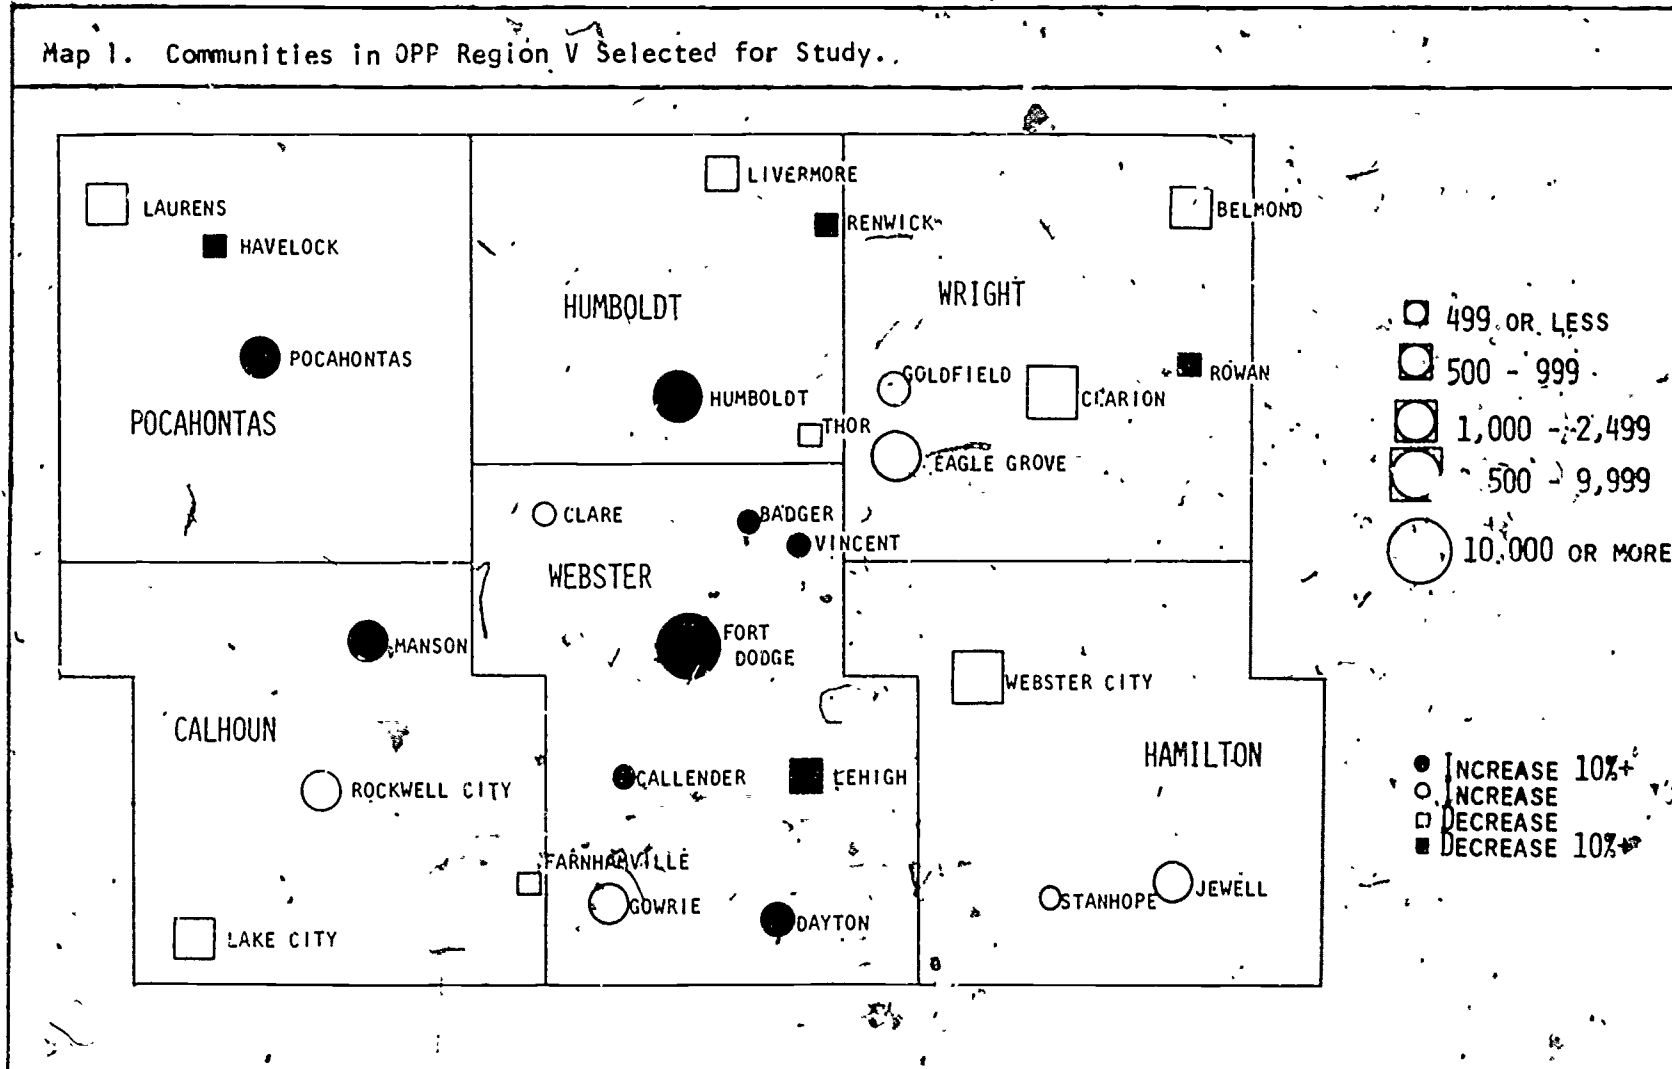 Map 1. Communities in OPP Region V Selected for Study.
LIVERMORE
LAURENS
BELMOND
RENWICK
HAVELOCK
WRIGHT
HUMBOLDT
POCAHONTAS
GOLDFIELD
ROWAN
HUMBOLDT
CLARION
POCAHONTAS
THOR
EAGLE GROVE
CLARE
BADGER
VINCENT
WEBSTER
FORT
DODGE
MANSON
WEBSTER CITY
CALHOUN
HAMILTON
CALLENDER
LEHIGH
ROCKWELL CITY
FARNHAMVILLE
GOWRIE
JEWELL
STANHOPE
DAYTON
LAKE CITY
499 OR LESS
500 - 999
1,000 - 2,499
500 - 9,999
10,000 OR MORE
INCREASE 10%+
INCREASE
DECREASE
DECREASE 10%+